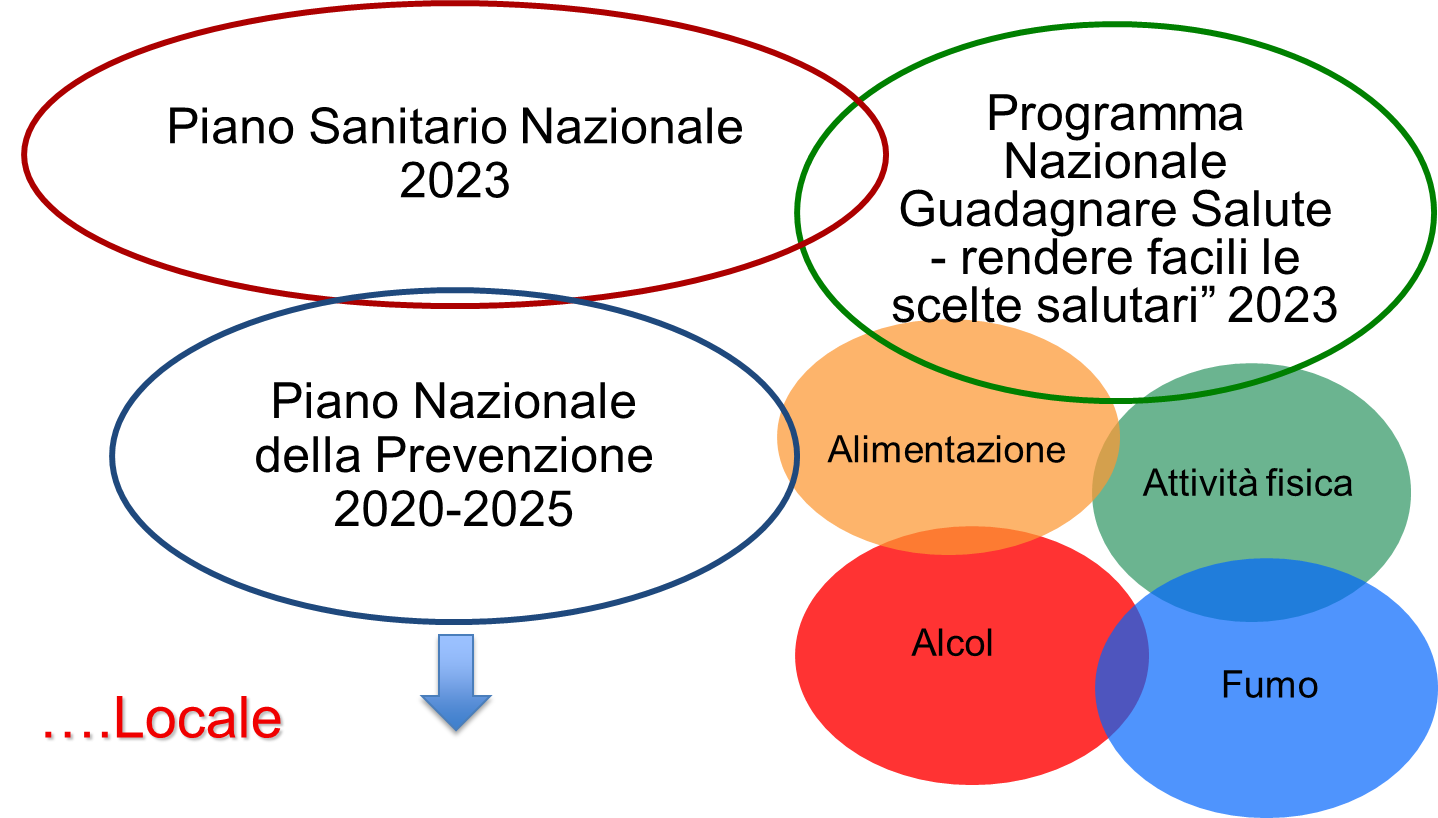 Piano Sanitario Nazionale
2023
Programma
Nazionale
Guadagnare Salute
- rendere facili le
scelte salutari” 2023
Piano Nazionale
della Prevenzione
2020-2025
Alimentazione
Attività fisica
Alcol
Fumo
….Locale